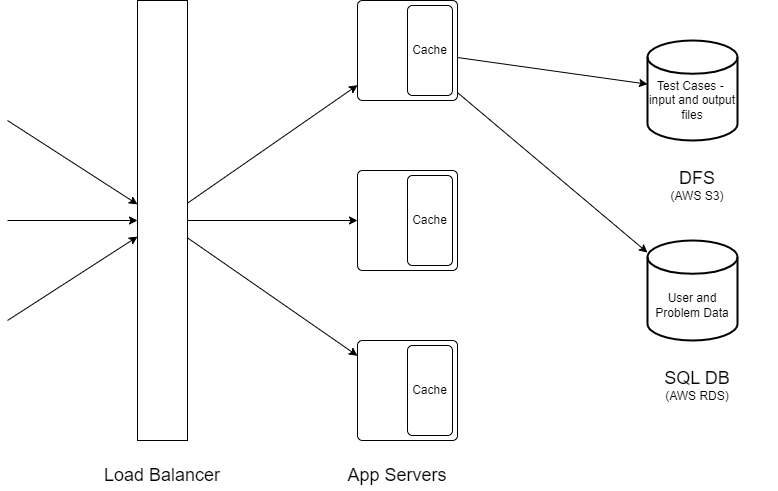 Cache
Test Cases -
input and output
files
DFS
(AWS S3)
Cache
User and
Problem Data
Cache
SQL DB
(AWS RDS)
Load Balancer
App Servers